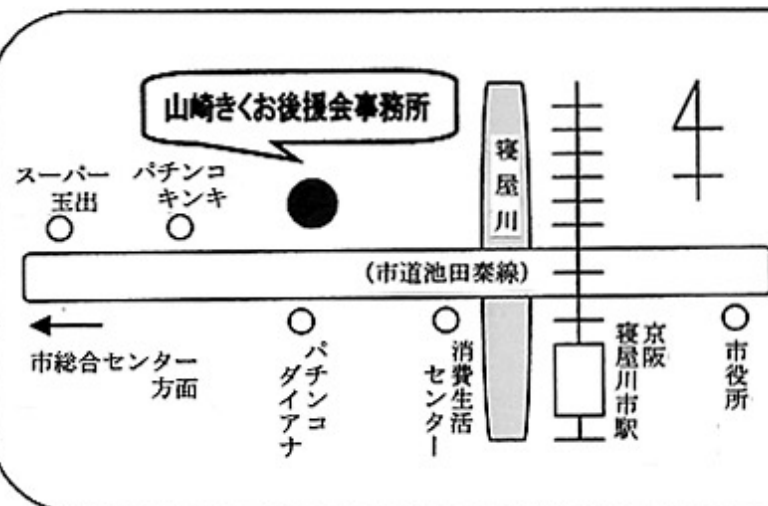 山崎きくお後援会事務所
スーパー
玉出
パチンコ
キンキ
寝屋川
(市道池田秦線)
市総合センター
方面
パチンコ
ダイアナ
消費生活
センター
京阪
寝屋川市駅
市役所